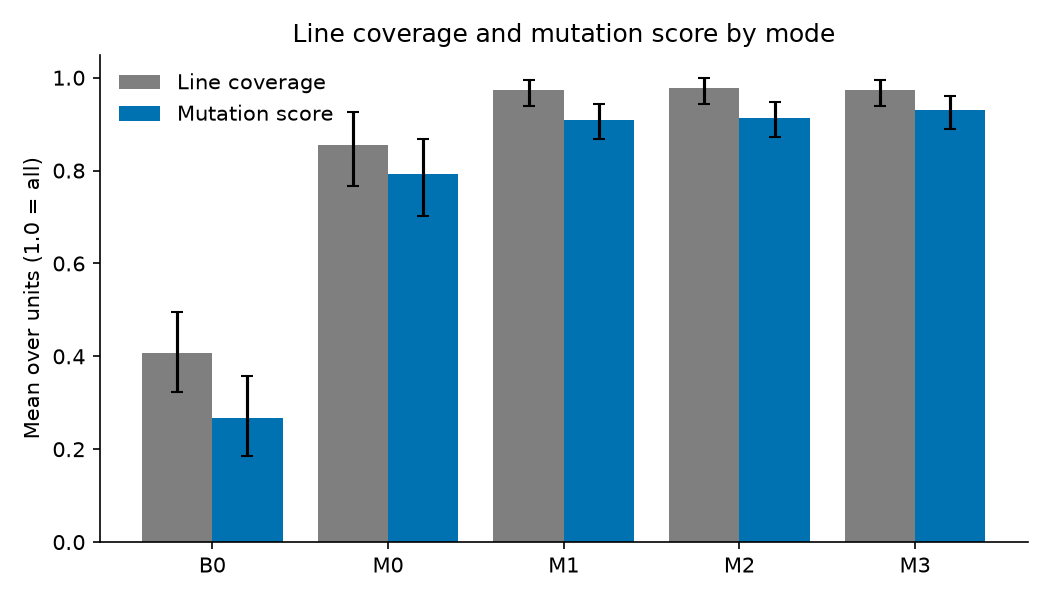 Line coverage and mutation score by mode
Line coverage
Mutation score
Mean over units (1.0 = all)
1.0
0.8
0.6
0.4
0.2
0.0
B0 M0 M1 M2 M3